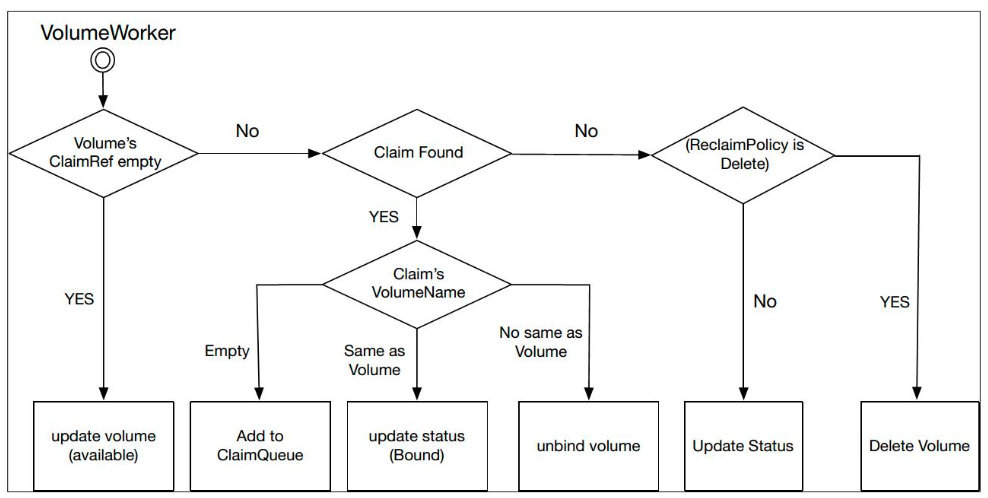 VolumeWorker
Volume's
ClaimRef empty
No
Claim Found
No
(ReclaimPolicy is
Delete)
YES
Claim's
VolumeName
YES
Empty
Same as
Volume
No same as
Volume
No
YES
update volume
(available)
Add to
ClaimQueue
update status
(Bound)
unbind volume
Update Status
Delete Volume